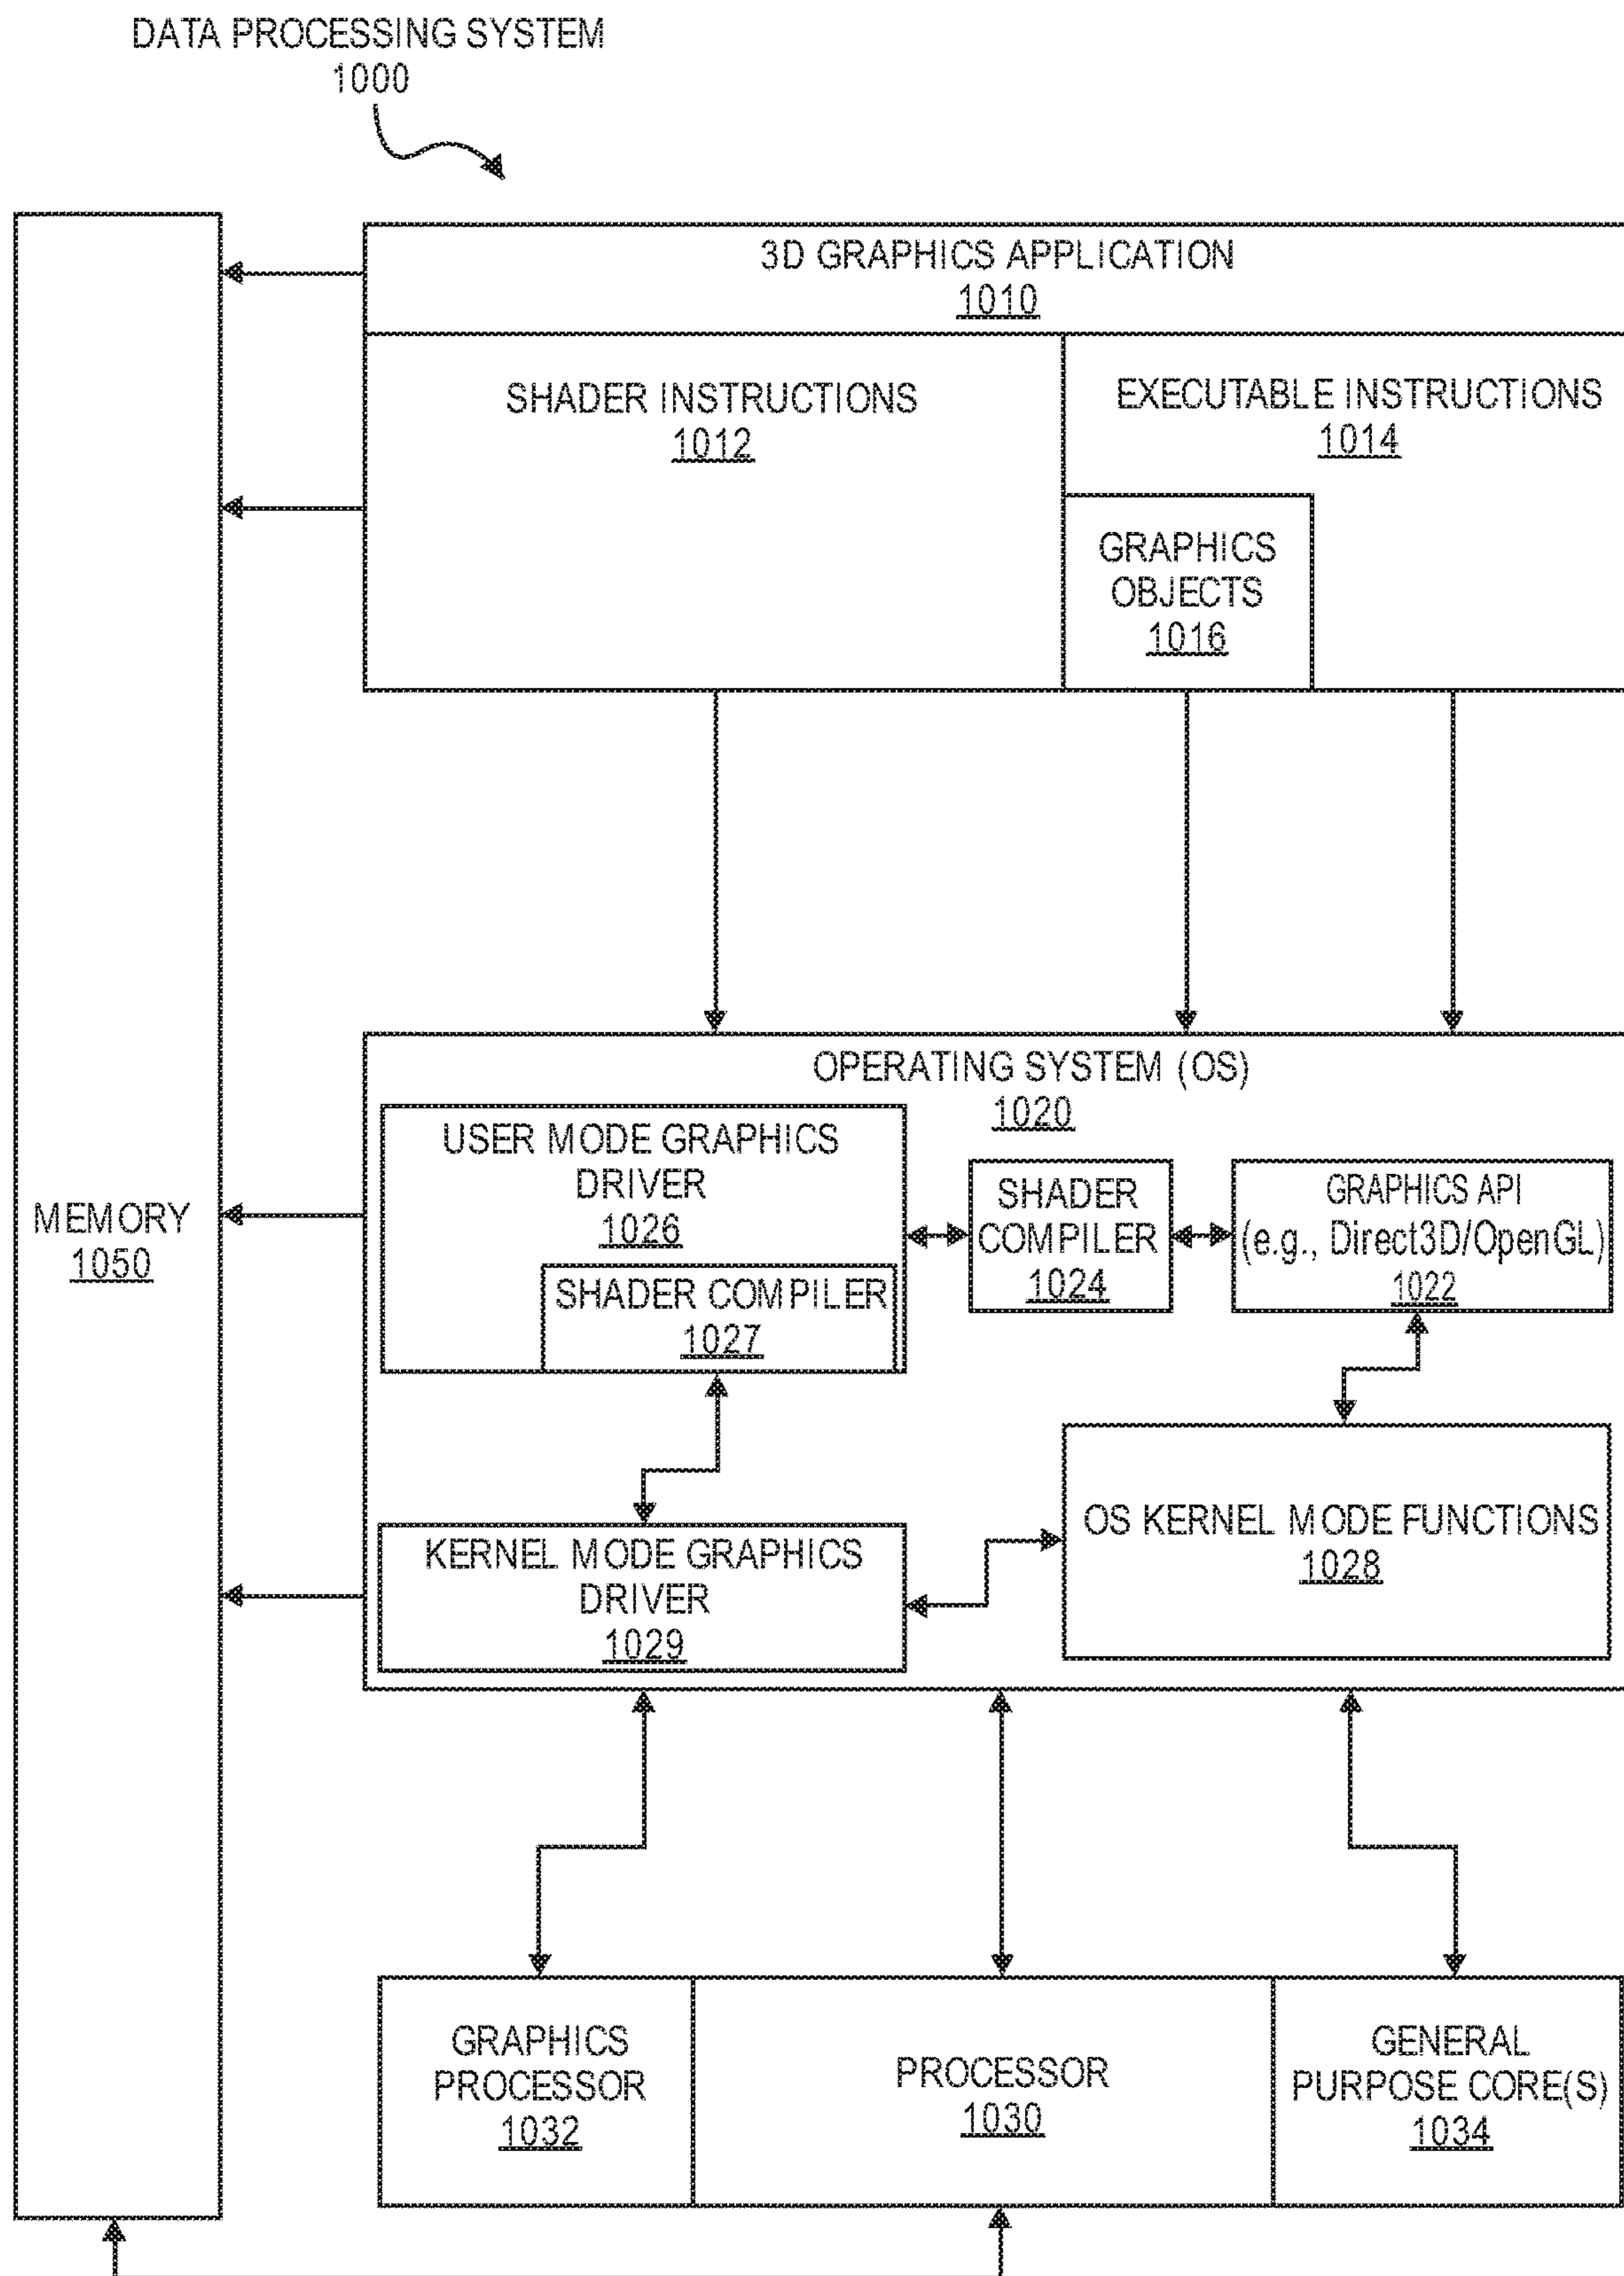 DATA PROCESSING SYSTEM
1000
3D GRAPHICS APPLICATION
1010
SHADER INSTRUCTIONS
1012
EXECUTABLE INSTRUCTIONS
1014
GRAPHICS
OBJECTS
1016
OPERATING SYSTEM (OS)
1020
USER MODE GRAPHICS
DRIVER
1026
SHADER COMPILER
1027
SHADER
COMPILER
1024
GRAPHICS API
(e.g., Direct3D/OpenGL)
1022
MEMORY
1050
KERNEL MODE GRAPHICS
DRIVER
1029
OS KERNEL MODE FUNCTIONS
1028
GRAPHICS
PROCESSOR
1032
PROCESSOR
1030
GENERAL
PURPOSE CORE(S)
1034